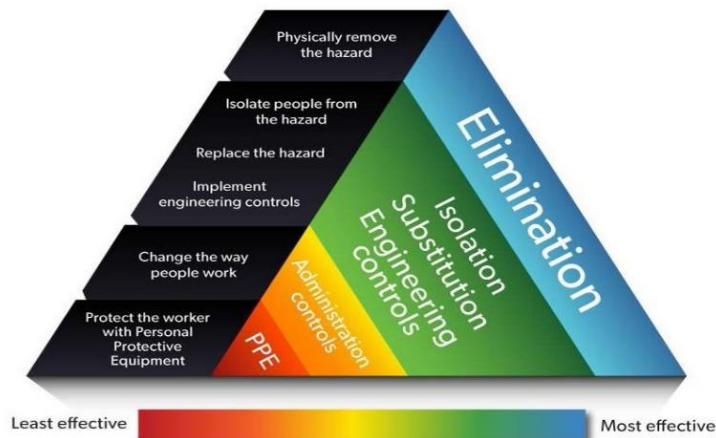 Physically remove
the hazard
Isolate people from
the hazard
Replace the hazard
Implement
engineering controls
Change the way
people work
Protect the worker
with Personal
Protective
Equipment
Elimination
Isolation
Substitution
Engineering
controls
Administration
controls
PPE
Least effective
Most effective